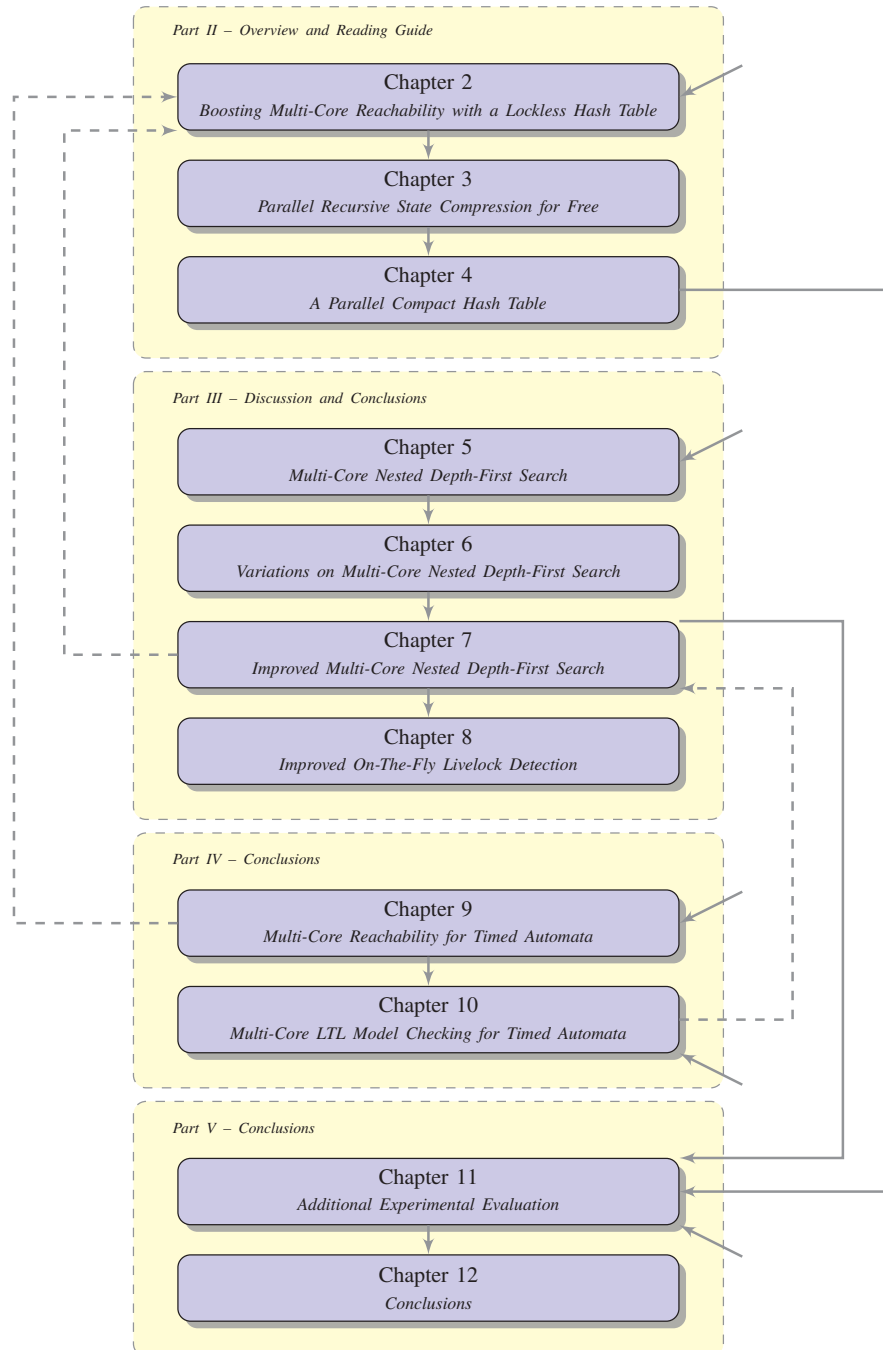 Part II – Overview and Reading Guide
Chapter 2
Boosting Multi-Core Reachability with a Lockless Hash Table
Chapter 3
Parallel Recursive State Compression for Free
Chapter 4
A Parallel Compact Hash Table
Part III – Discussion and Conclusions
Chapter 5
Multi-Core Nested Depth-First Search
Chapter 6
Variations on Multi-Core Nested Depth-First Search
Chapter 7
Improved Multi-Core Nested Depth-First Search
Chapter 8
Improved On-The-Fly Livelock Detection
Part IV – Conclusions
Chapter 9
Multi-Core Reachability for Timed Automata
Chapter 10
Multi-Core LTL Model Checking for Timed Automata
Part V – Conclusions
Chapter 11
Additional Experimental Evaluation
Chapter 12
Conclusions